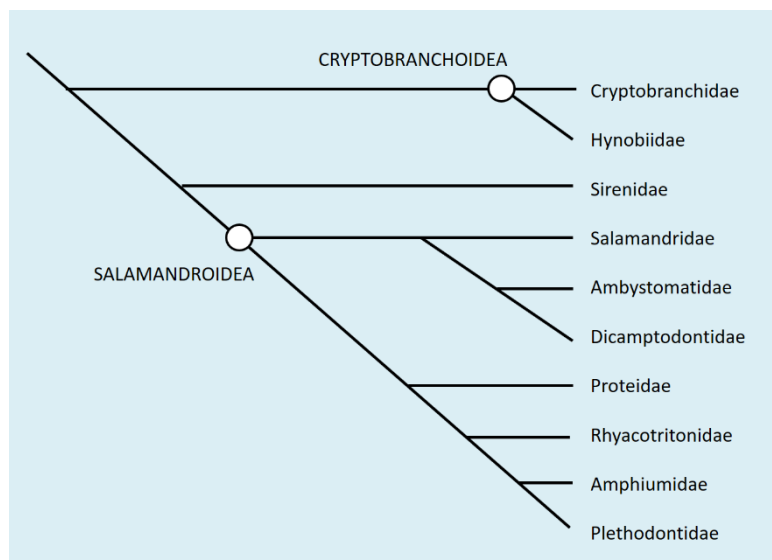 CRYPTOBRANCHOIDEA
Cryptobranchidae
Hynobiidae
Sirenidae
Salamandridae
SALAMANDROIDEA
Ambystomatidae
Dicamptodontidae
Proteidae
Rhyacotritonidae
Amphiumidae
Plethodontidae